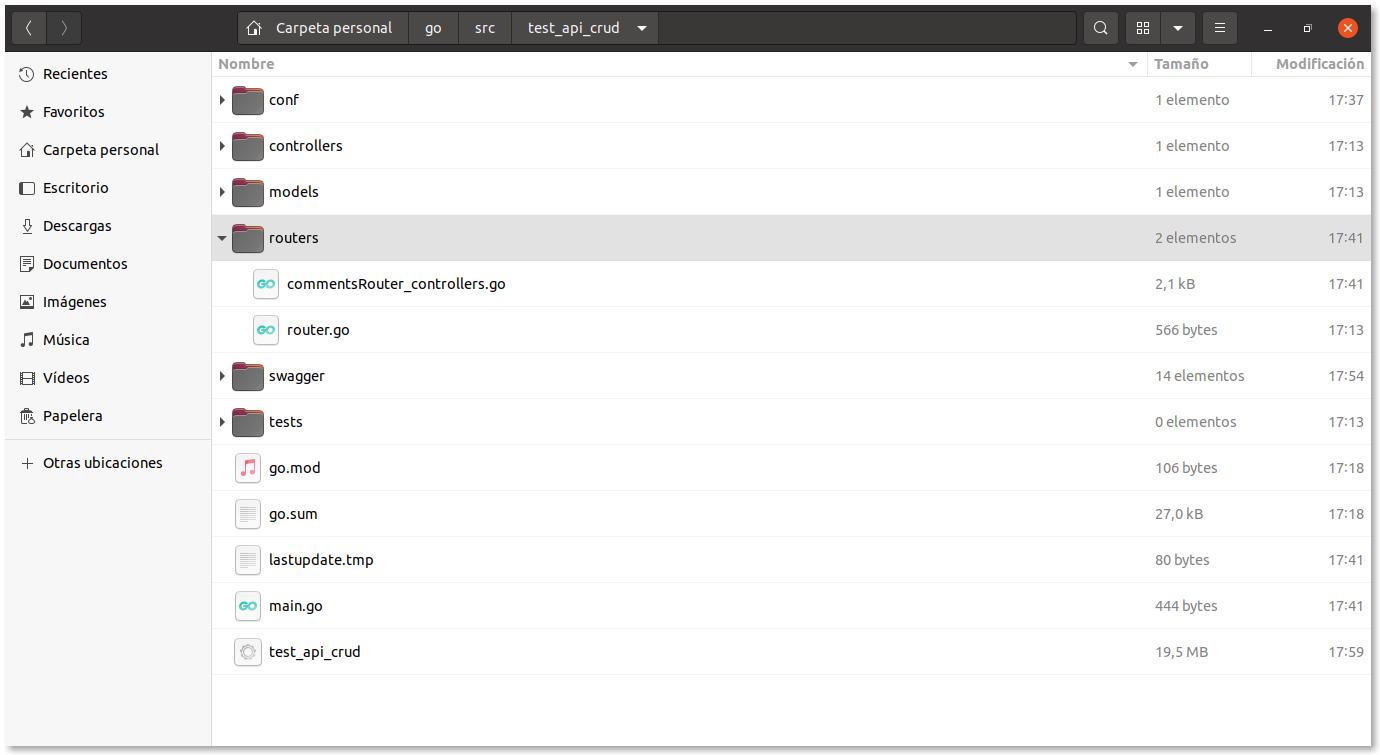 Carpeta personal go src test_api_crud
Nombre Tamaño Modificación
Recientes
Favoritos
Carpeta personal
Escritorio
Descargas
Documentos
Imágenes
Música
Vídeos
Papelera
Otras ubicaciones
conf 1 elemento 17:37
controllers 1 elemento 17:13
models 1 elemento 17:13
routers 2 elementos 17:41
GO commentsRouter_controllers.go 2,1 kB 17:41
GO router.go 566 bytes 17:13
swagger 14 elementos 17:54
tests 0 elementos 17:13
go.mod 106 bytes 17:18
go.sum 27,0 kB 17:18
lastupdate.tmp 80 bytes 17:41
GO main.go 444 bytes 17:41
test_api_crud 19,5 MB 17:59